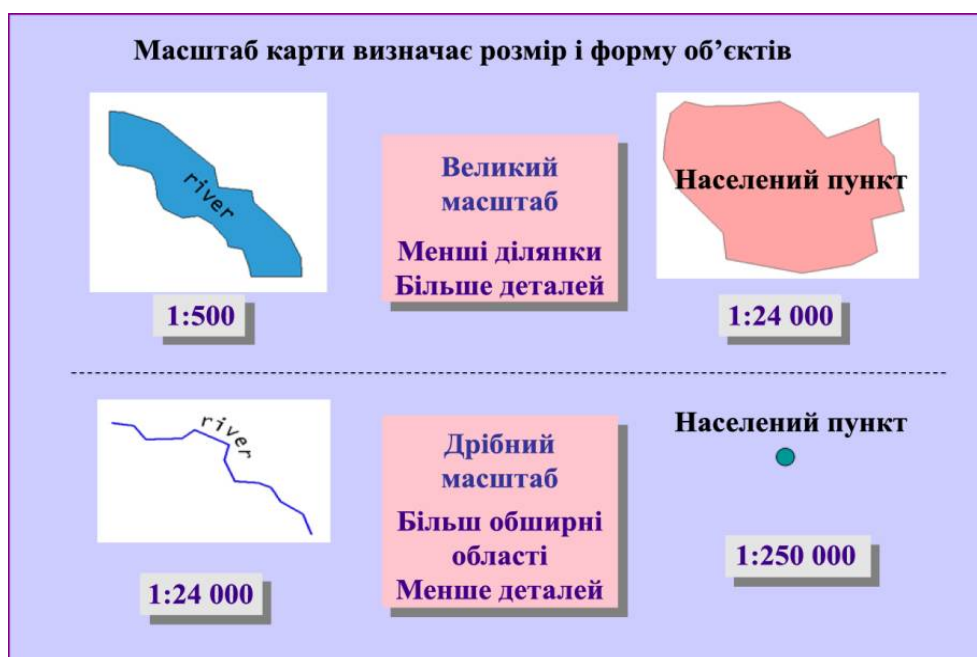 Масштаб карти визначає розмір і форму об’єктів
river
Великий
масштаб
Менші ділянки
Більше деталей
Населений пункт
1:500
1:24 000
river
Дрібний
масштаб
Більш обширні
області
Менше деталей
Населений пункт
1:24 000
1:250 000